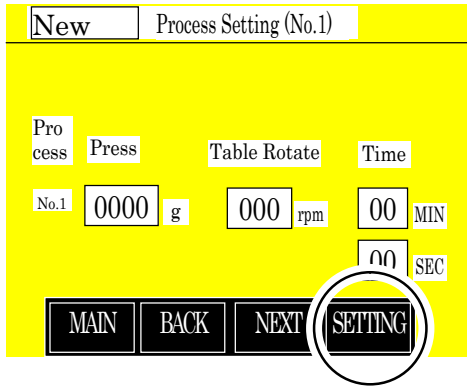 New Process Setting (No.1)
Pro
cess Press Table Rotate Time
No.1 0000 g 000 rpm 00 MIN
00 SEC
MAIN BACK NEXT SETTING